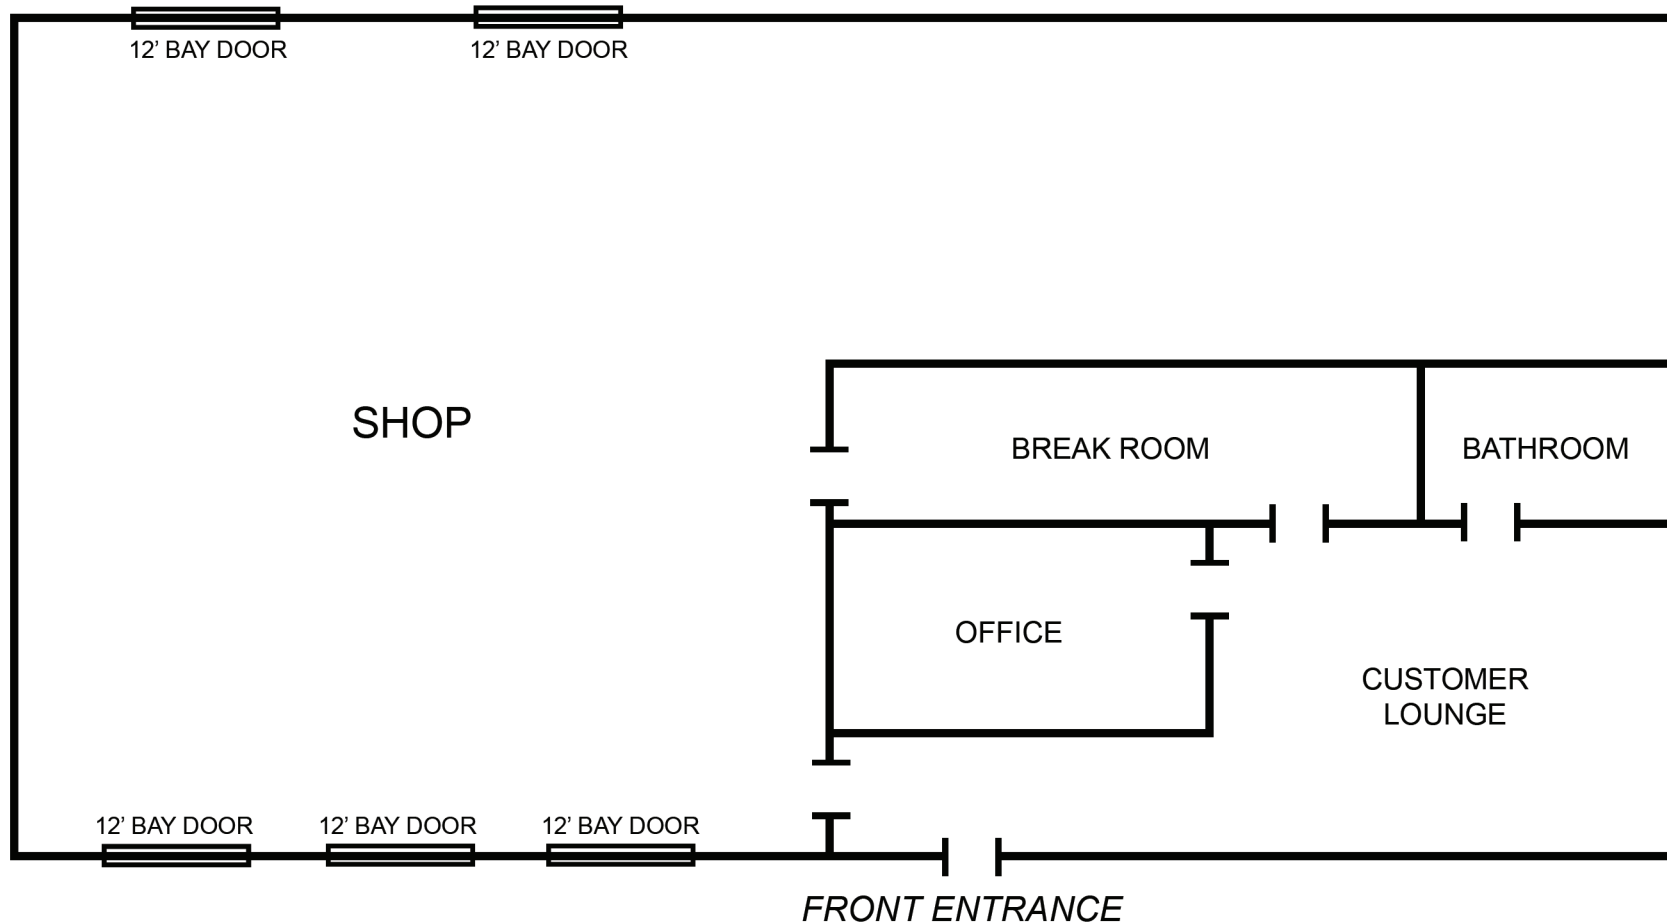 12’ BAY DOOR
12’ BAY DOOR
SHOP
BREAK ROOM
BATHROOM
OFFICE
CUSTOMER
LOUNGE
12’ BAY DOOR
12’ BAY DOOR
12’ BAY DOOR
FRONT ENTRANCE